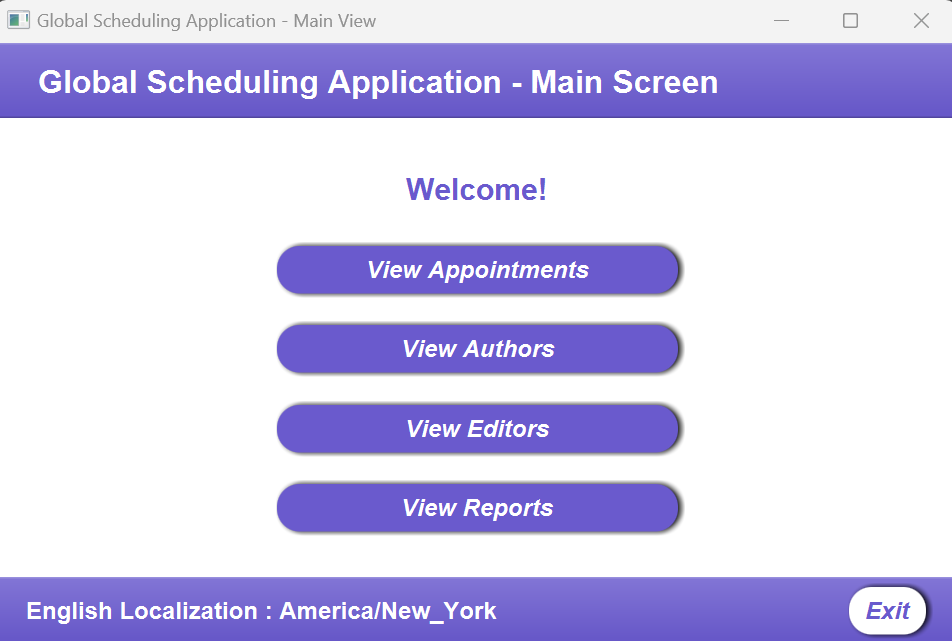 Global Scheduling Application - Main View
Global Scheduling Application - Main Screen
Welcome!
View Appointments
View Authors
View Editors
View Reports
English Localization : America/New_York
Exit